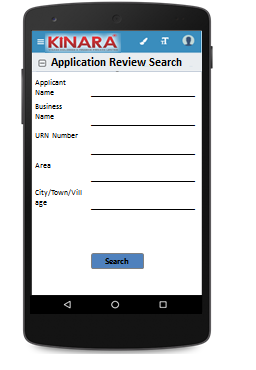 KINARA
Application Review Search
Applicant
Name
Business
Name
URN Number
Area
City/Town/Vill
age
Search